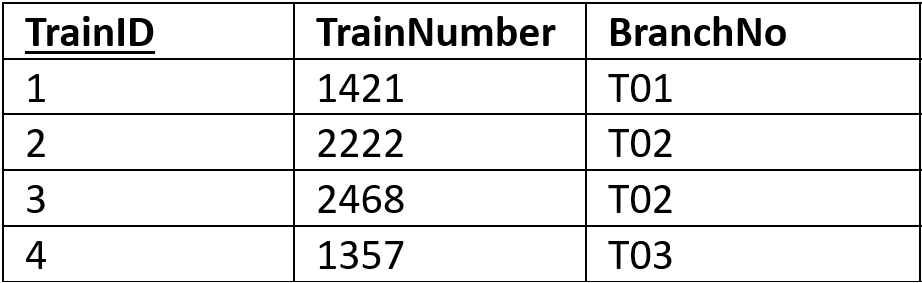 TrainID TrainNumber BranchNo
1 1421 T01
2 2222 T02
3 2468 T02
4 1357 T03